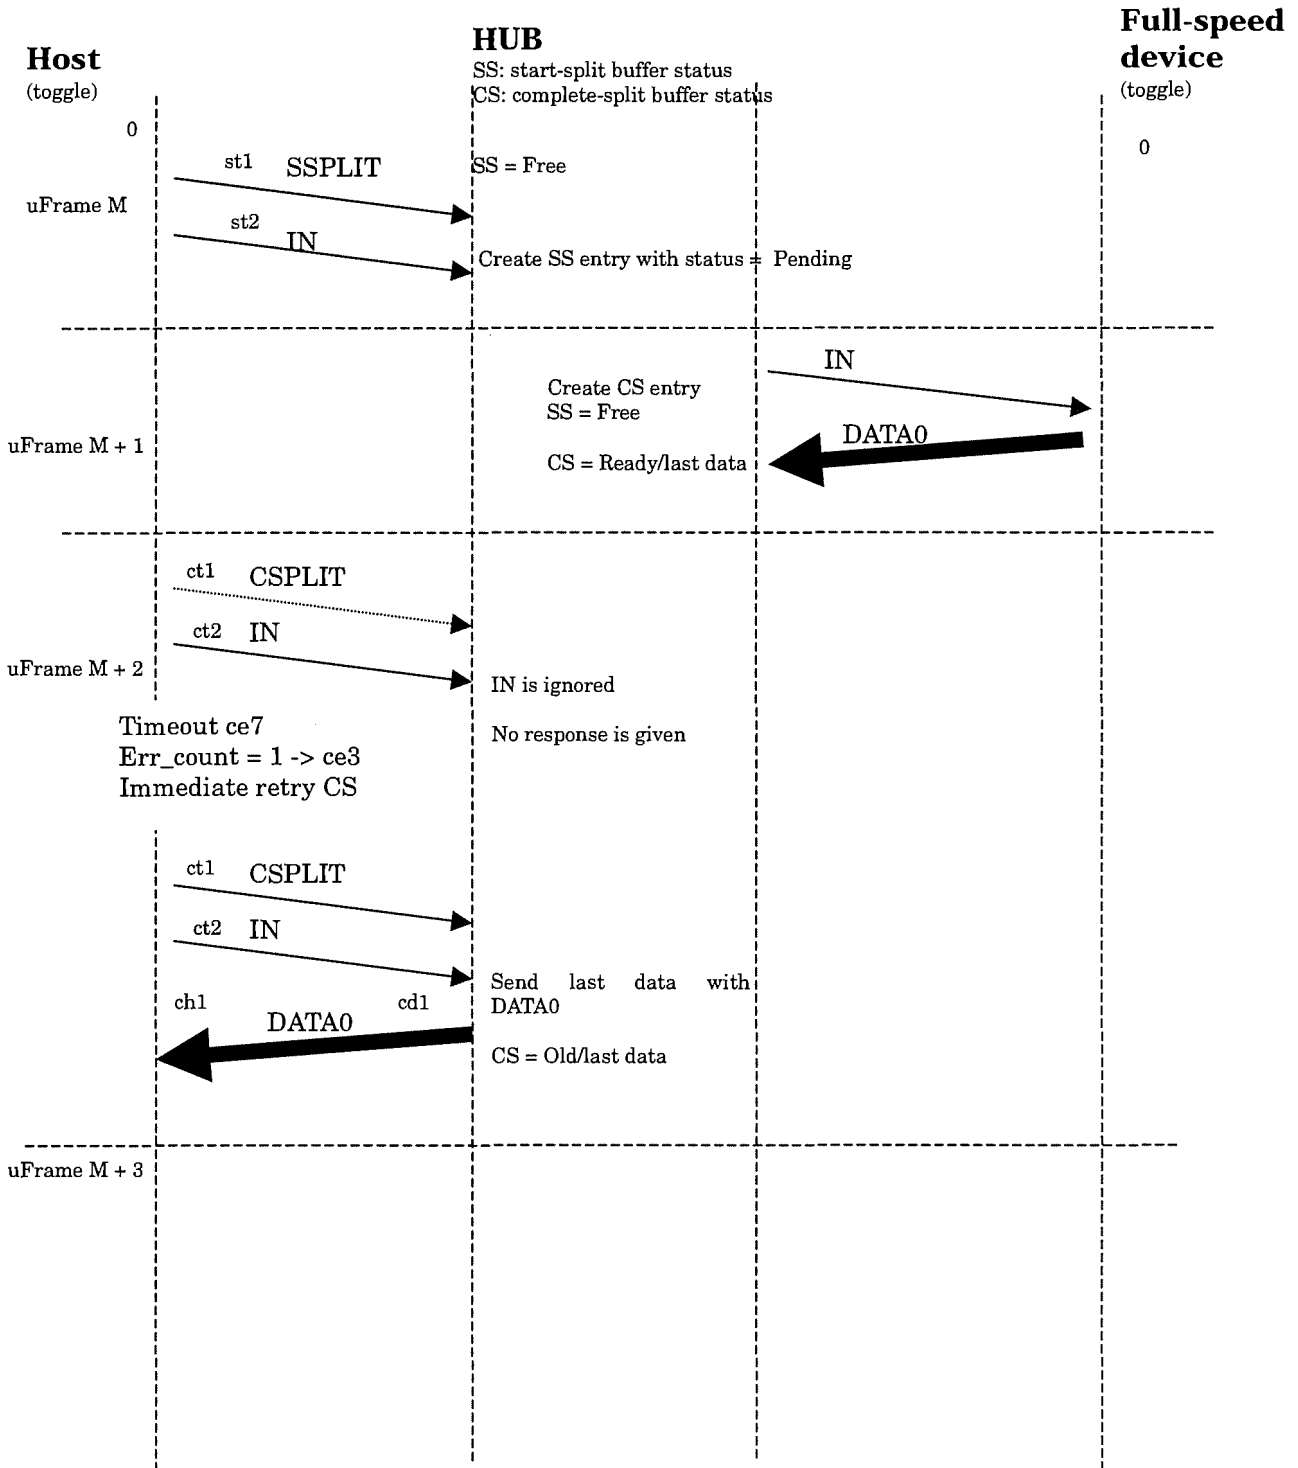 Full-speed
device
(toggle)
HUB
SS: start-split buffer status
CS: complete-split buffer status
Host
(toggle)
0
0
st1 SSPLIT
SS = Free
uFrame M
st2 IN
Create SS entry with status = Pending
IN
Create CS entry
SS = Free
uFrame M + 1
DATA0
CS = Ready/last data
ct1 CSPLIT
ct2 IN
uFrame M + 2
IN is ignored
Timeout ce7
No response is given
Err_count = 1 -> ce3
Immediate retry CS
ct1 CSPLIT
ct2 IN
Send last data with
DATA0
ch1 DATA0 cd1
CS = Old/last data
uFrame M + 3